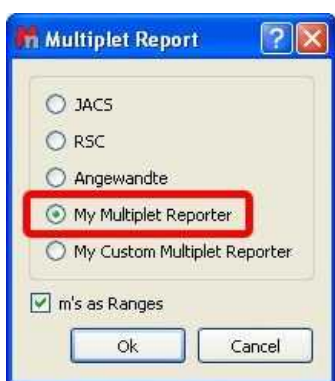 Multiplet Report
JACS
RSC
Angewandte
My Multiplet Reporter
My Custom Multiplet Reporter
m's as Ranges
Ok Cancel